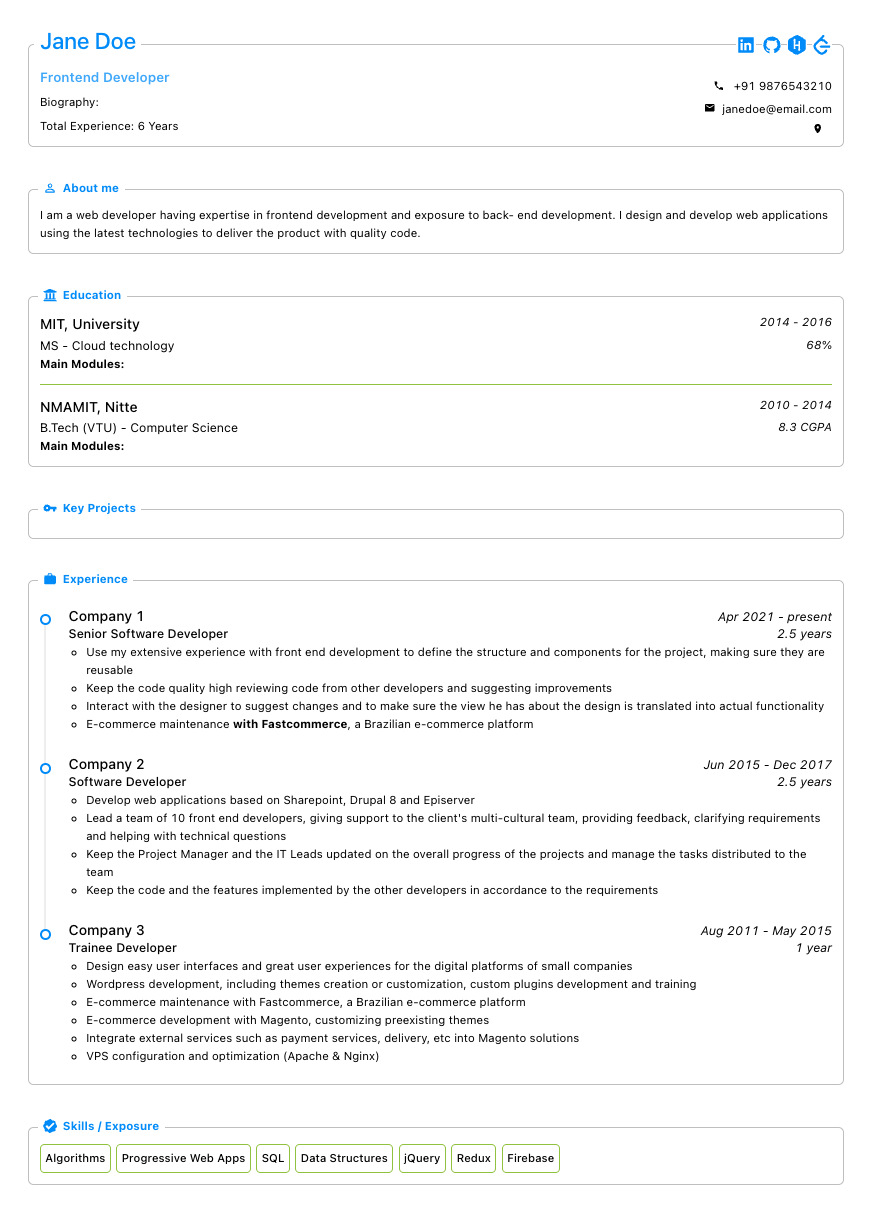 Jane Doe
Frontend Developer
Biography:
Total Experience: 6 Years
+91 9876543210
janedoe@email.com
About me
I am a web developer having expertise in frontend development and exposure to back- end development. I design and develop web applications
using the latest technologies to deliver the product with quality code.
Education
MIT, University 2014 - 2016
MS - Cloud technology 68%
Main Modules:
NMAMIT, Nitte 2010 - 2014
B.Tech (VTU) - Computer Science 8.3 CGPA
Main Modules:
Key Projects
Experience
Company 1 Apr 2021 - present
Senior Software Developer 2.5 years
Use my extensive experience with front end development to define the structure and components for the project, making sure they are
reusable
Keep the code quality high reviewing code from other developers and suggesting improvements
Interact with the designer to suggest changes and to make sure the view he has about the design is translated into actual functionality
E-commerce maintenance with Fastcommerce, a Brazilian e-commerce platform
Company 2 Jun 2015 - Dec 2017
Software Developer 2.5 years
Develop web applications based on Sharepoint, Drupal 8 and Episerver
Lead a team of 10 front end developers, giving support to the client's multi-cultural team, providing feedback, clarifying requirements
and helping with technical questions
Keep the Project Manager and the IT Leads updated on the overall progress of the projects and manage the tasks distributed to the
team
Keep the code and the features implemented by the other developers in accordance to the requirements
Company 3 Aug 2011 - May 2015
Trainee Developer 1 year
Design easy user interfaces and great user experiences for the digital platforms of small companies
Wordpress development, including themes creation or customization, custom plugins development and training
E-commerce maintenance with Fastcommerce, a Brazilian e-commerce platform
E-commerce development with Magento, customizing preexisting themes
Integrate external services such as payment services, delivery, etc into Magento solutions
VPS configuration and optimization (Apache & Nginx)
Skills / Exposure
Algorithms Progressive Web Apps SQL Data Structures jQuery Redux Firebase